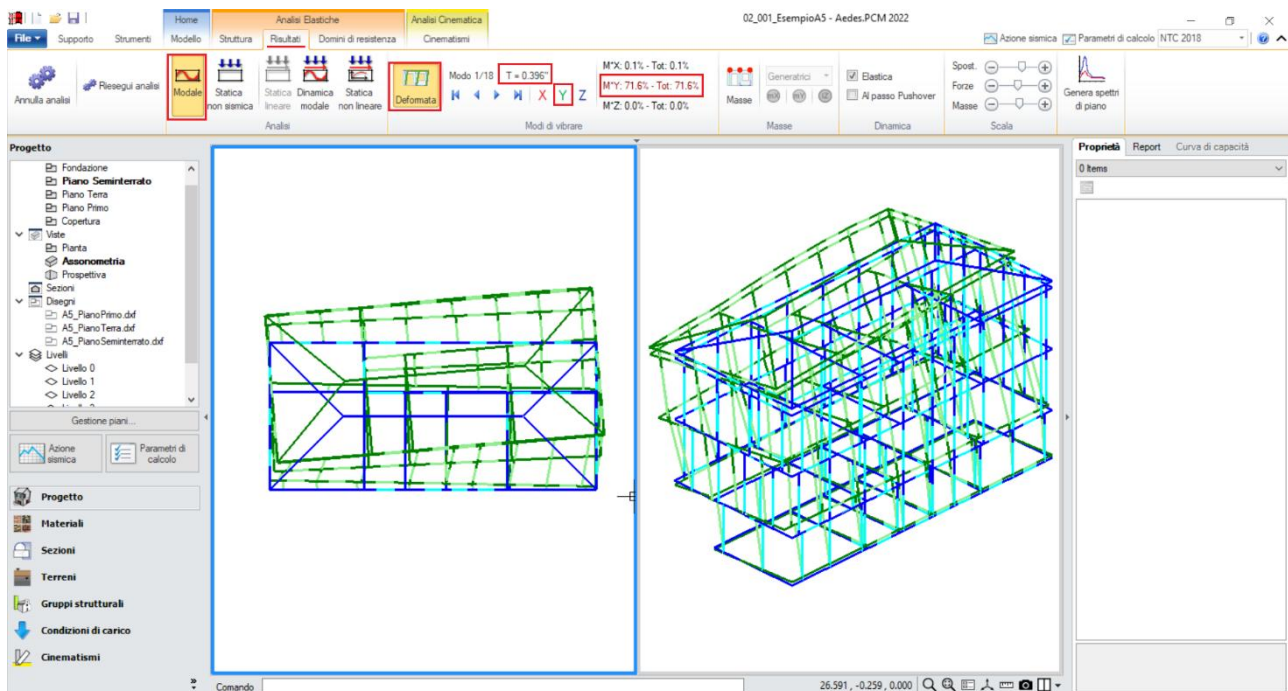 Home
Analisi Elastiche
Analisi Cinematica
02_001_EsempioA5 - Aedes.PCM 2022
File
Supporto
Strumenti
Modello
Struttura
Risultati
Domini di resistenza
Cinematismi
Azione sismica
Parametri di calcolo
NTC 2018
Annulla analisi
Riesegui analisi
Modale
Statica
non sismica
Statica
lineare
Dinamica
modale
Statica
non lineare
Analisi
Deformata
Modo 1/18
T = 0.396"
X Y Z
M*X: 0.1% - Tot: 0.1%
M*Y: 71.6% - Tot: 71.6%
M*Z: 0.0% - Tot: 0.0%
Modi di vibrare
Masse
Generatrici
Masse
Elastica
Al passo Pushover
Dinamica
Spost.
Forze
Masse
Scala
Genera spettri
di piano
Progetto
Fondazione
Piano Seminterrato
Piano Terra
Piano Primo
Copertura
Viste
Pianta
Assonometria
Prospettiva
Sezioni
Disegni
A5_PianoPrimo.dxf
A5_PianoTerra.dxf
A5_PianoSeminterrato.dxf
Livelli
Livello 0
Livello 1
Livello 2
Gestione piani...
Azione
sismica
Parametri di
calcolo
Progetto
Materiali
Sezioni
Terreni
Gruppi strutturali
Condizioni di carico
Cinematismi
Proprietà
Report
Curva di capacità
0 Items
Comando
26.591 , -0.259 , 0.000